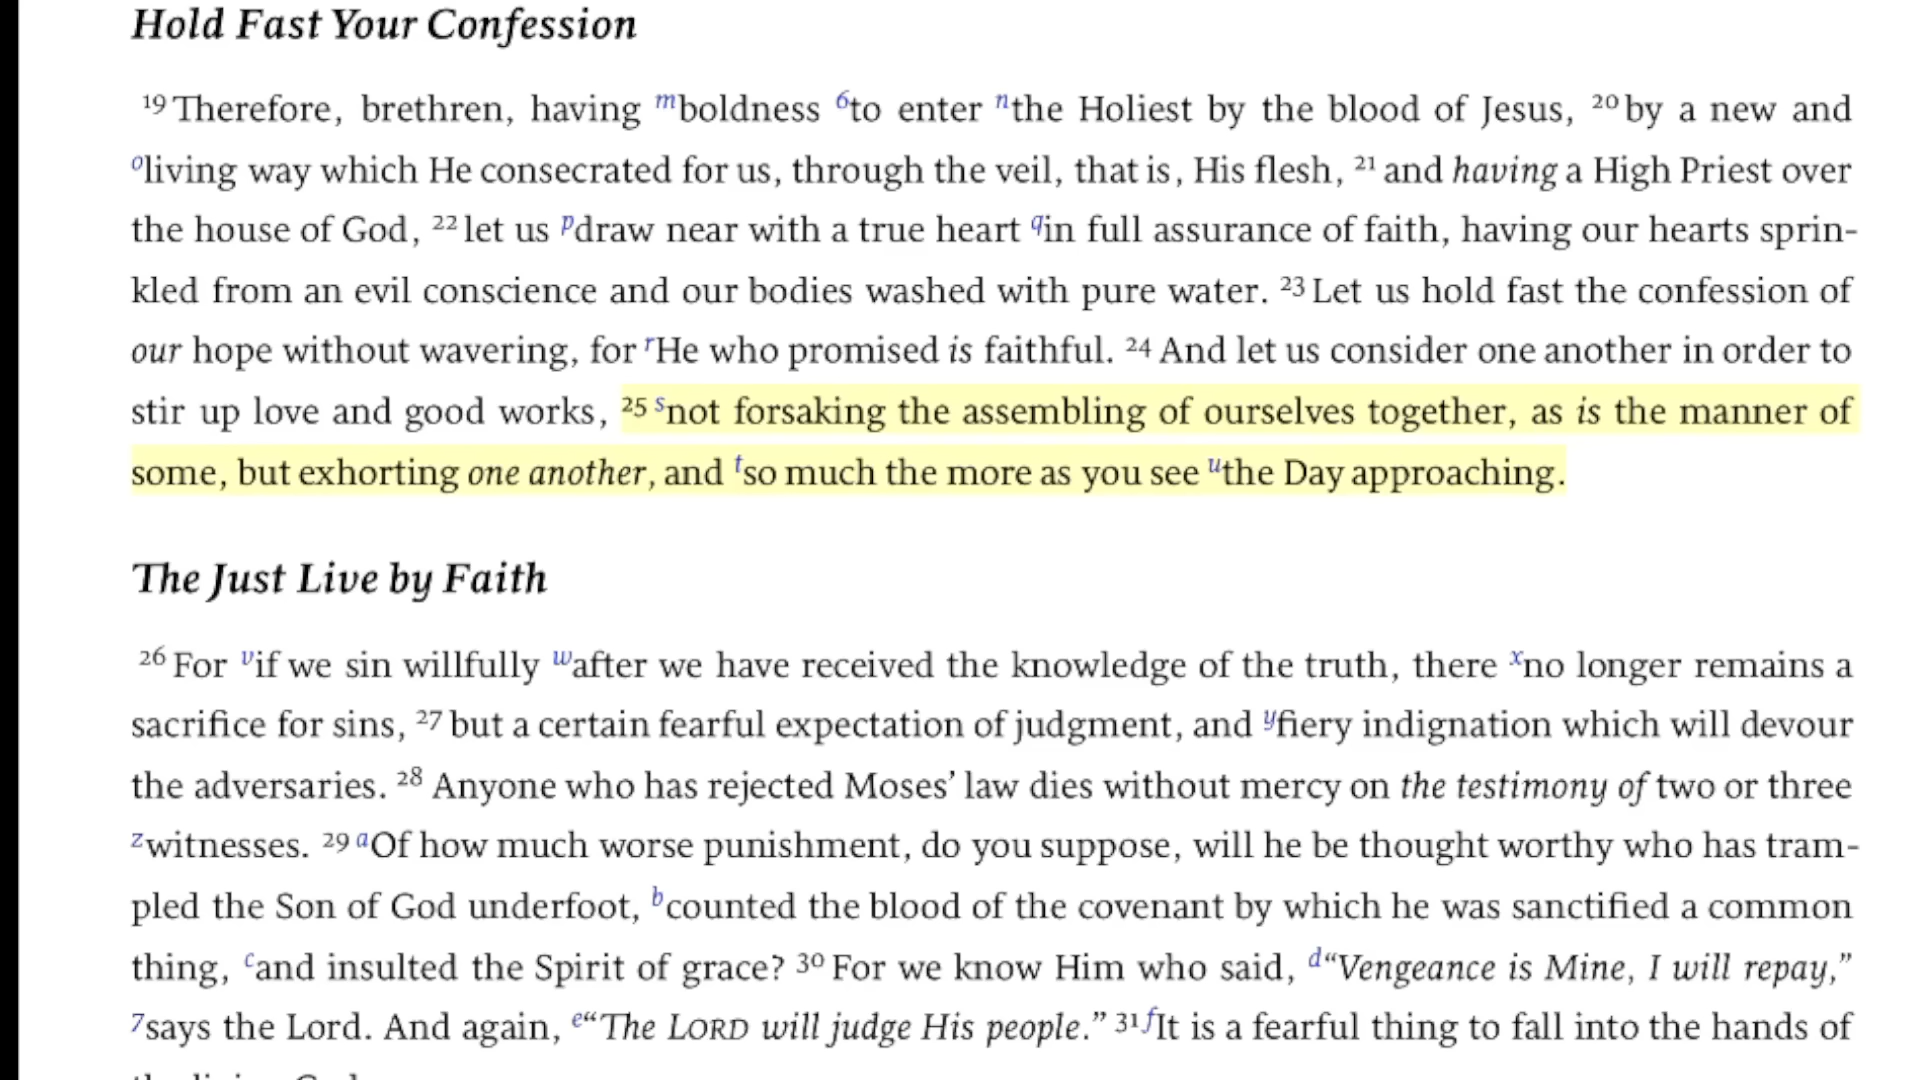 Hold Fast Your Confession
19 Therefore, brethren, having mboldness 6to enter nthe Holiest by the blood of Jesus, 20 by a new and
oliving way which He consecrated for us, through the veil, that is, His flesh, 21 and having a High Priest over
the house of God, 22 let us pdraw near with a true heart qin full assurance of faith, having our hearts sprin-
kled from an evil conscience and our bodies washed with pure water. 23 Let us hold fast the confession of
our hope without wavering, for rHe who promised is faithful. 24 And let us consider one another in order to
stir up love and good works, 25 snot forsaking the assembling of ourselves together, as is the manner of
some, but exhorting one another, and tso much the more as you see uthe Day approaching.
The Just Live by Faith
26 For vif we sin willfully wafter we have received the knowledge of the truth, there xno longer remains a
sacrifice for sins, 27 but a certain fearful expectation of judgment, and yfiery indignation which will devour
the adversaries. 28 Anyone who has rejected Moses’ law dies without mercy on the testimony of two or three
zwitnesses. 29 aOf how much worse punishment, do you suppose, will he be thought worthy who has tram-
pled the Son of God underfoot, bcounted the blood of the covenant by which he was sanctified a common
thing, cand insulted the Spirit of grace? 30 For we know Him who said, d“Vengeance is Mine, I will repay,”
7says the Lord. And again, e“The LORD will judge His people.” 31 fIt is a fearful thing to fall into the hands of